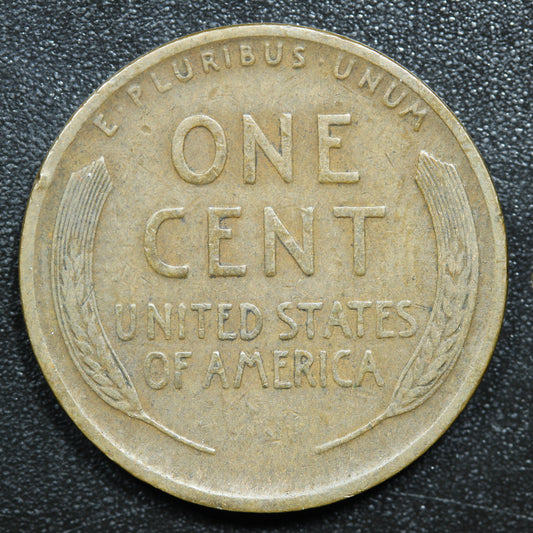 E·PLURIBUS·UNUM
ONE
CENT
UNITED STATES
OF AMERICA